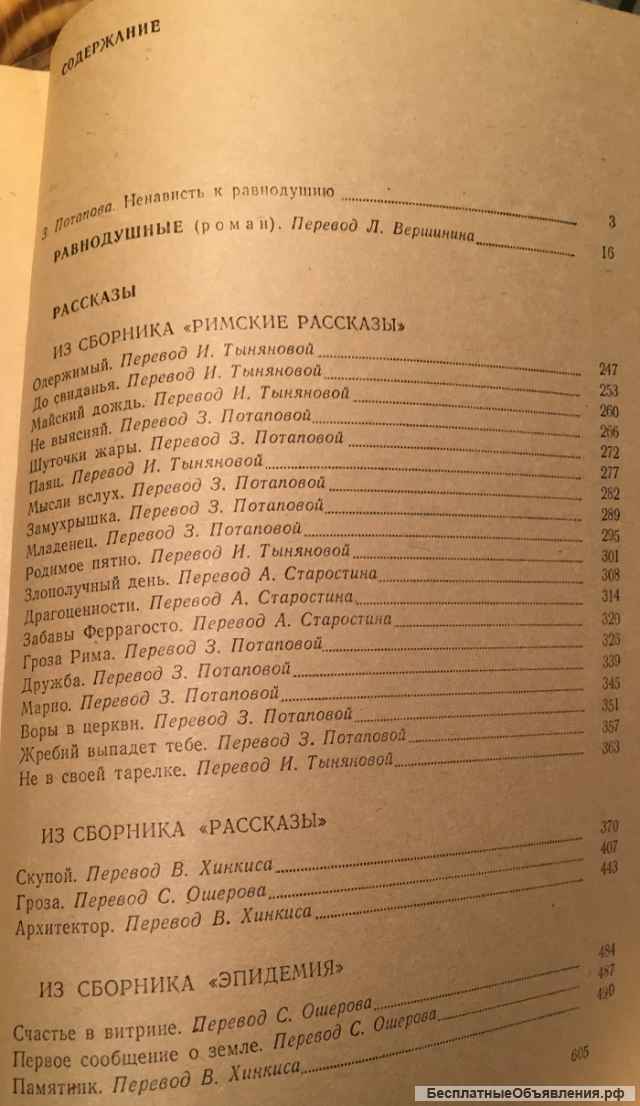 СОДЕРЖАНИЕ
З. Потапова. Ненависть к равнодушию 3
РАВНОДУШНЫЕ (роман). Перевод Л. Вершинина 16
РАССКАЗЫ
ИЗ СБОРНИКА «РИМСКИЕ РАССКАЗЫ»
Одержимый. Перевод И. Тыняновой 247
До свиданья. Перевод И. Тыняновой 253
Майский дождь. Перевод И. Тыняновой 260
Не выясняй. Перевод З. Потаповой 266
Шуточки жары. Перевод З. Потаповой 272
Паяц. Перевод И. Тыняновой 277
Мысли вслух. Перевод З. Потаповой 282
Замухрышка. Перевод З. Потаповой 289
Младенец. Перевод З. Потаповой 295
Родимое пятно. Перевод И. Тыняновой 301
Злополучный день. Перевод А. Старостина 308
Драгоценности. Перевод А. Старостина 314
Забавы Феррагосто. Перевод А. Старостина 320
Гроза Рима. Перевод З. Потаповой 326
Дружба. Перевод З. Потаповой 339
Марио. Перевод З. Потаповой 345
Воры в церкви. Перевод З. Потаповой 351
Жребий выпадет тебе. Перевод З. Потаповой 357
Не в своей тарелке. Перевод И. Тыняновой 363
ИЗ СБОРНИКА «РАССКАЗЫ»
Скупой. Перевод В. Хинкиса 370
Гроза. Перевод С. Ошерова 407
Архитектор. Перевод В. Хинкиса 443
ИЗ СБОРНИКА «ЭПИДЕМИЯ»
Счастье в витрине. Перевод С. Ошерова 484
Первое сообщение о земле. Перевод С. Ошерова 487
Памятник. Перевод В. Хинкиса 490
605
БесплатныеОбъявления.рф